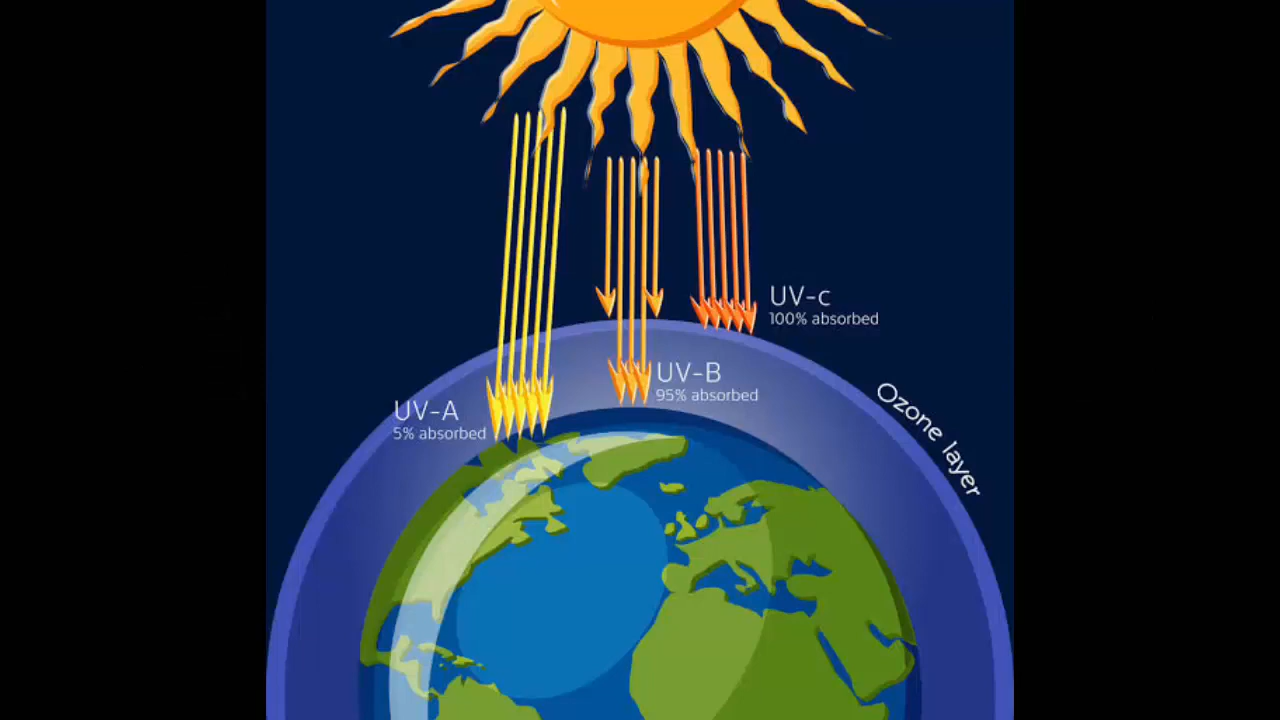 UV-c
100% absorbed
UV-B
95% absorbed
UV-A
5% absorbed
Ozone layer